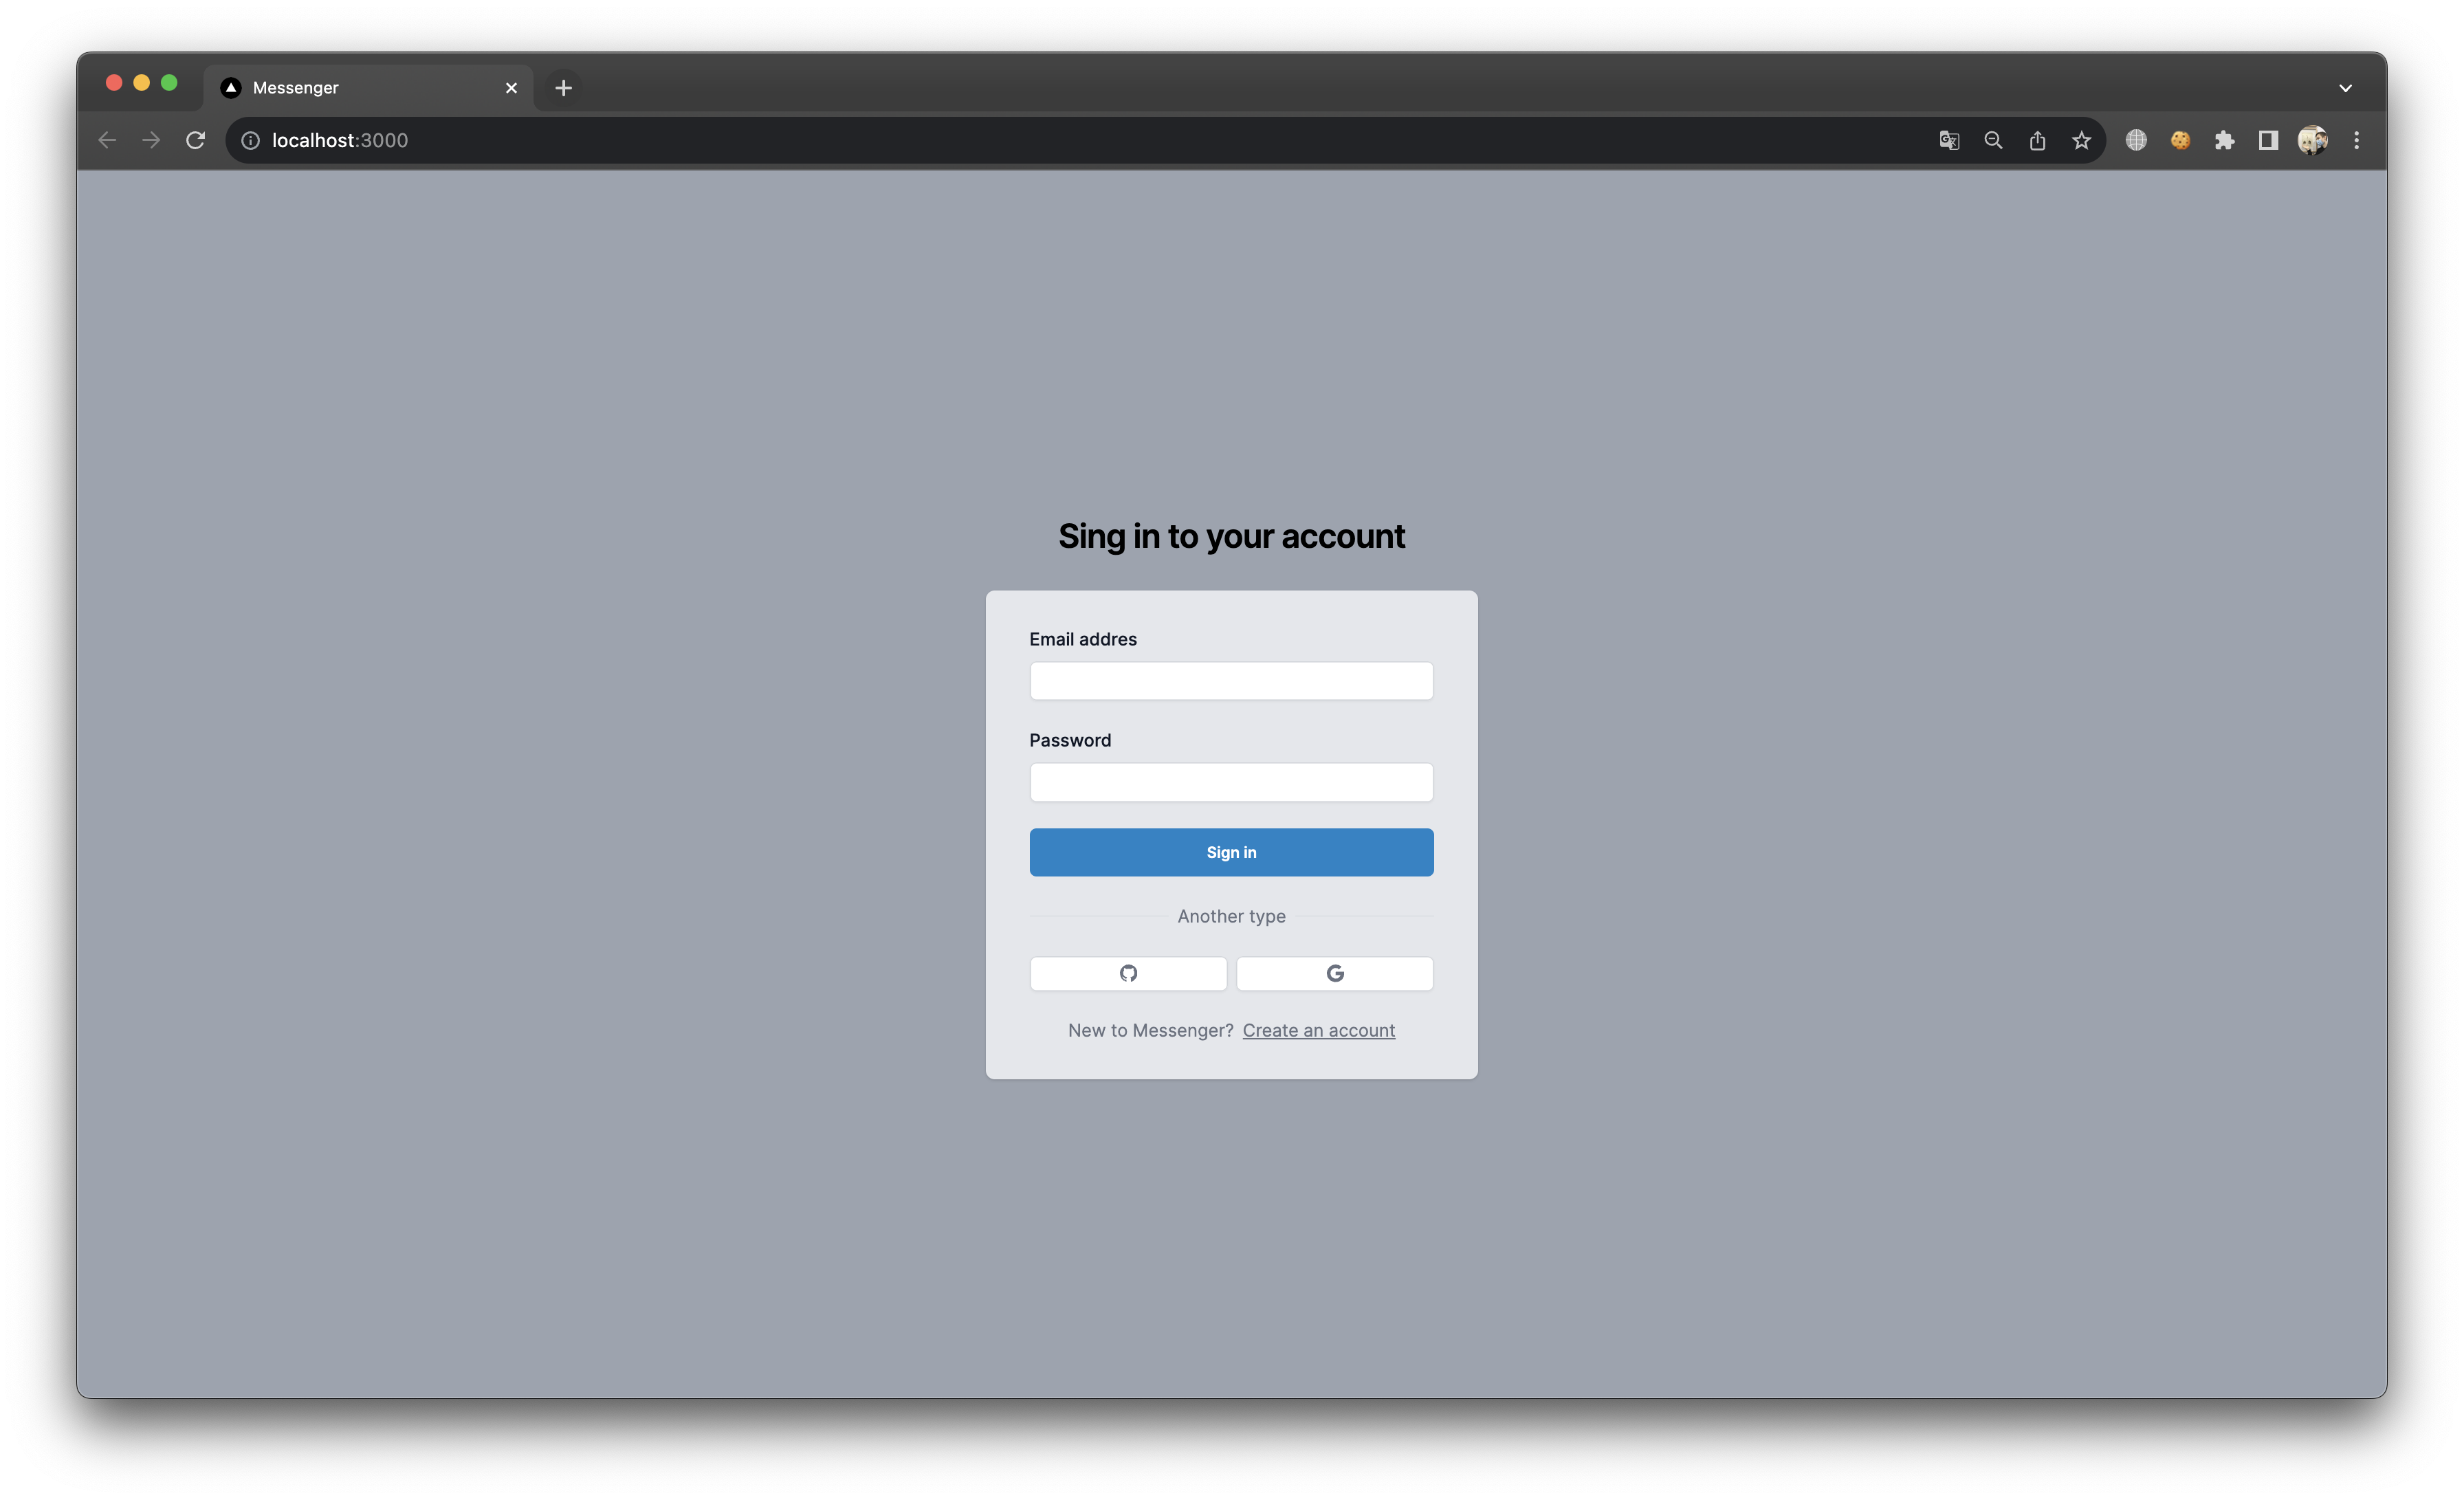 Messenger
localhost:3000
Sing in to your account
Email addres
Password
Sign in
Another type
New to Messenger? Create an account